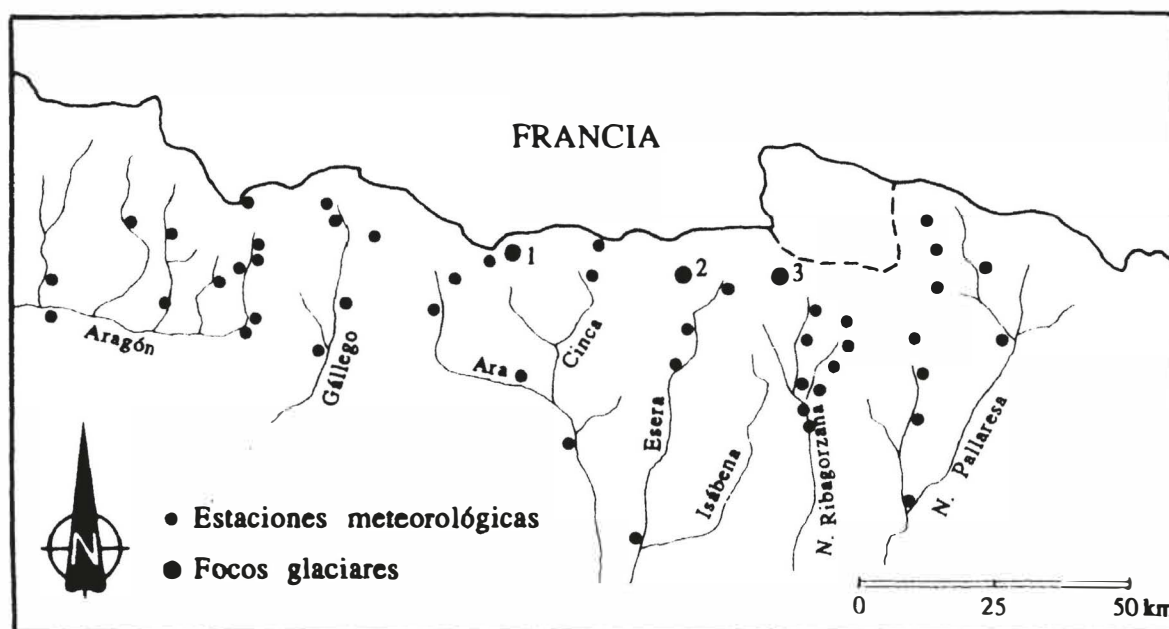 FRANCIA
1
2
3
Aragón
Gállego
Ara
Cinca
Esera
Isábena
N. Ribagorzana
N. Pallaresa
N
Estaciones meteorológicas
Focos glaciares
0 25 50 km